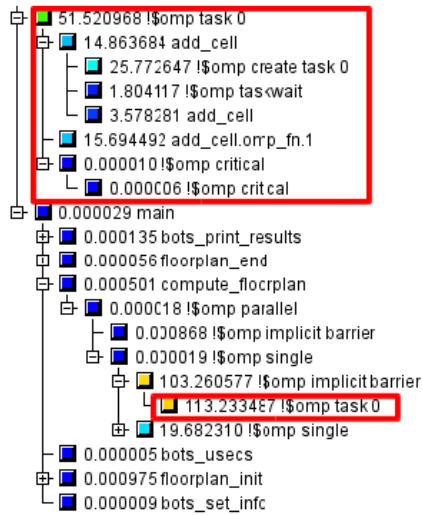 51.520968 !$omp task 0
14.863684 add_cell
25.772647 !$omp create task 0
1.804117 !$omp taskwait
3.578281 add_cell
15.694492 add_cell.omp_fn.1
0.000010 !$omp critical
0.000006 !$omp critical
0.000029 main
0.000135 bots_print_results
0.000056 floorplan_end
0.000501 compute_floorplan
0.000018 !$omp parallel
0.000868 !$omp implicit barrier
0.000019 !$omp single
103.260577 !$omp implicit barrier
113.233487 !$omp task 0
19.682310 !$omp single
0.000005 bots_usecs
0.000975 floorplan_init
0.000009 bots_set_info